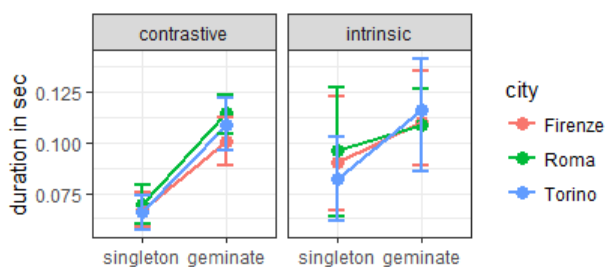 contrastive
intrinsic
duration in sec
0.125
0.100
0.075
singleton geminate
singleton geminate
city
Firenze
Roma
Torino